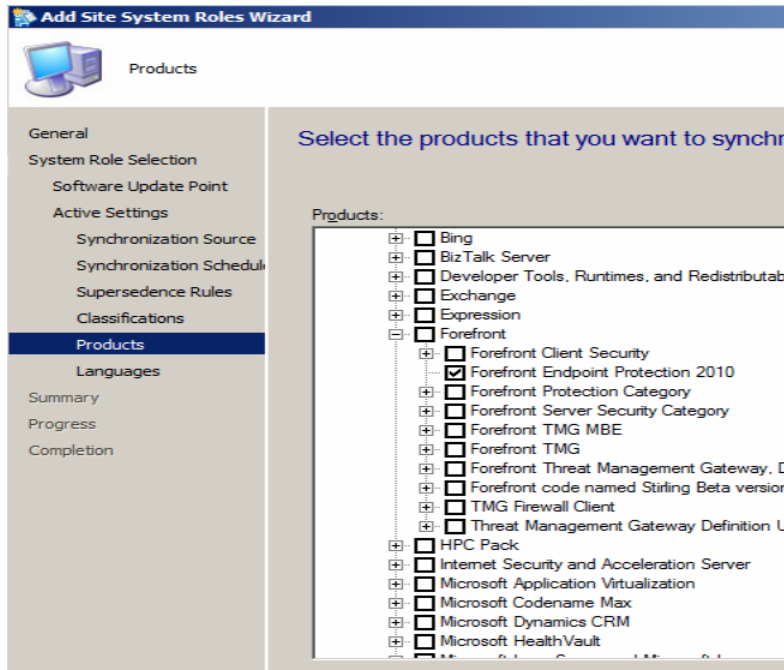 Add Site System Roles Wizard
Products
General
System Role Selection
Software Update Point
Active Settings
Synchronization Source
Synchronization Schedul
Supersedence Rules
Classifications
Products
Languages
Summary
Progress
Completion
Select the products that you want to synchr
Products:
Bing
BizTalk Server
Developer Tools, Runtimes, and Redistributab
Exchange
Expression
Forefront
Forefront Client Security
Forefront Endpoint Protection 2010
Forefront Protection Category
Forefront Server Security Category
Forefront TMG MBE
Forefront TMG
Forefront Threat Management Gateway, D
Forefront code named Stirling Beta version
TMG Firewall Client
Threat Management Gateway Definition U
HPC Pack
Internet Security and Acceleration Server
Microsoft Application Virtualization
Microsoft Codename Max
Microsoft Dynamics CRM
Microsoft HealthVault